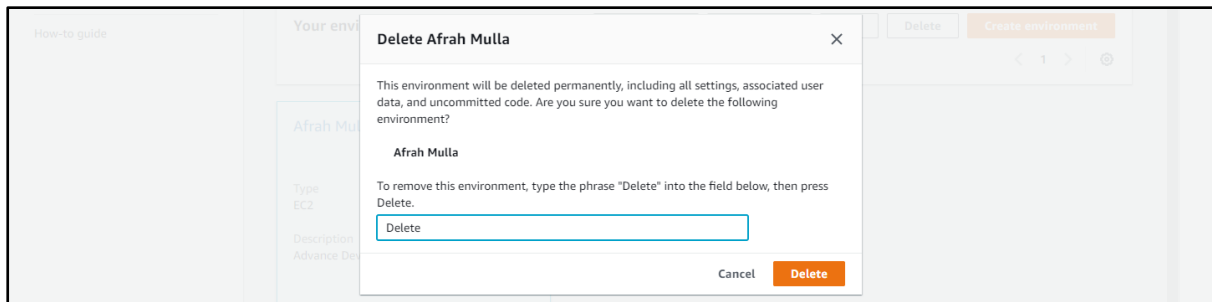 How-to guide
Your envi
Delete
Create environment
1
Delete Afrah Mulla
This environment will be deleted permanently, including all settings, associated user
data, and uncommitted code. Are you sure you want to delete the following
environment?
Afrah Mulla
To remove this environment, type the phrase "Delete" into the field below, then press
Delete.
Delete
Cancel
Delete
Afrah Mul
Type
EC2
Description
Advance Dev